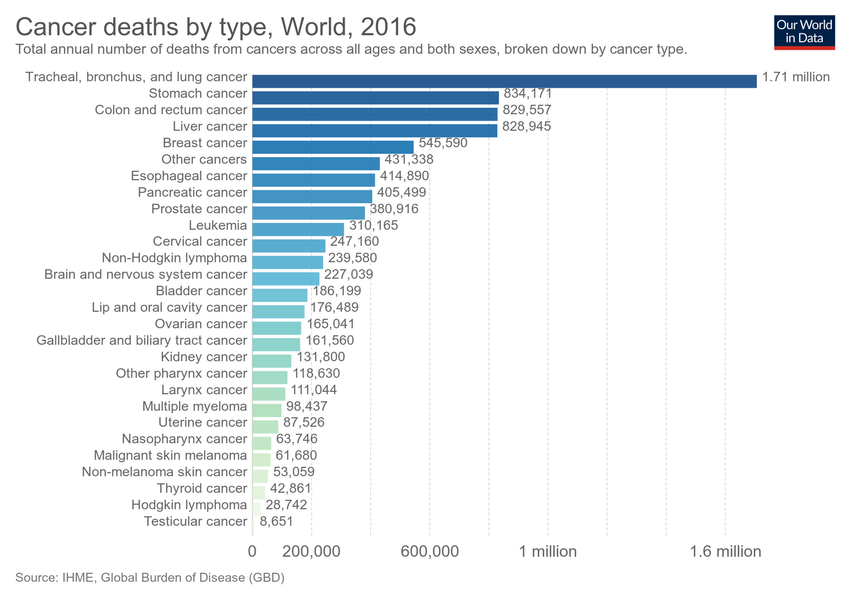 Cancer deaths by type, World, 2016
Total annual number of deaths from cancers across all ages and both sexes, broken down by cancer type.
Our World
in Data
Tracheal, bronchus, and lung cancer 1.71 million
Stomach cancer 834,171
Colon and rectum cancer 829,557
Liver cancer 828,945
Breast cancer 545,590
Other cancers 431,338
Esophageal cancer 414,890
Pancreatic cancer 405,499
Prostate cancer 380,916
Leukemia 310,165
Cervical cancer 247,160
Non-Hodgkin lymphoma 239,580
Brain and nervous system cancer 227,039
Bladder cancer 186,199
Lip and oral cavity cancer 176,489
Ovarian cancer 165,041
Gallbladder and biliary tract cancer 161,560
Kidney cancer 131,800
Other pharynx cancer 118,630
Larynx cancer 111,044
Multiple myeloma 98,437
Uterine cancer 87,526
Nasopharynx cancer 63,746
Malignant skin melanoma 61,680
Non-melanoma skin cancer 53,059
Thyroid cancer 42,861
Hodgkin lymphoma 28,742
Testicular cancer 8,651
0 200,000 600,000 1 million 1.6 million
Source: IHME, Global Burden of Disease (GBD)